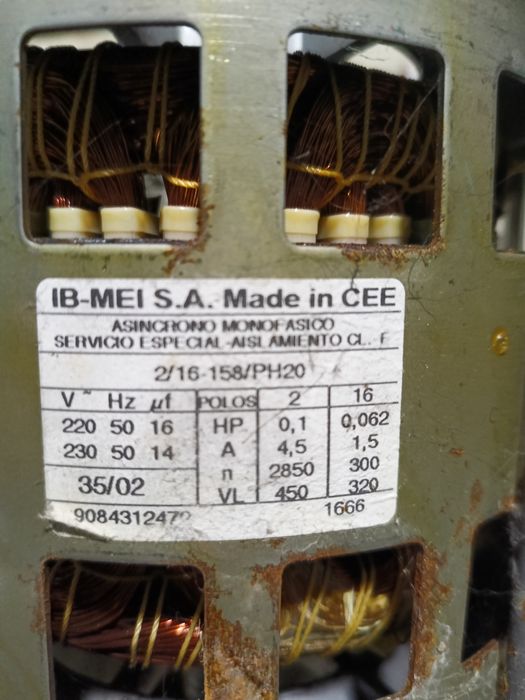 IB-MEI S.A. Made in CEE
ASINCRONO MONOFASICO
SERVICIO ESPECIAL-AISLAMIENTO CL. F
2/16-158/PH20
V~ Hz µf POLOS 2 16
220 50 16 HP 0,1 0,062
230 50 14 A 4,5 1,5
n 2850 300
35/02 VL 450 320
9084312472 1666